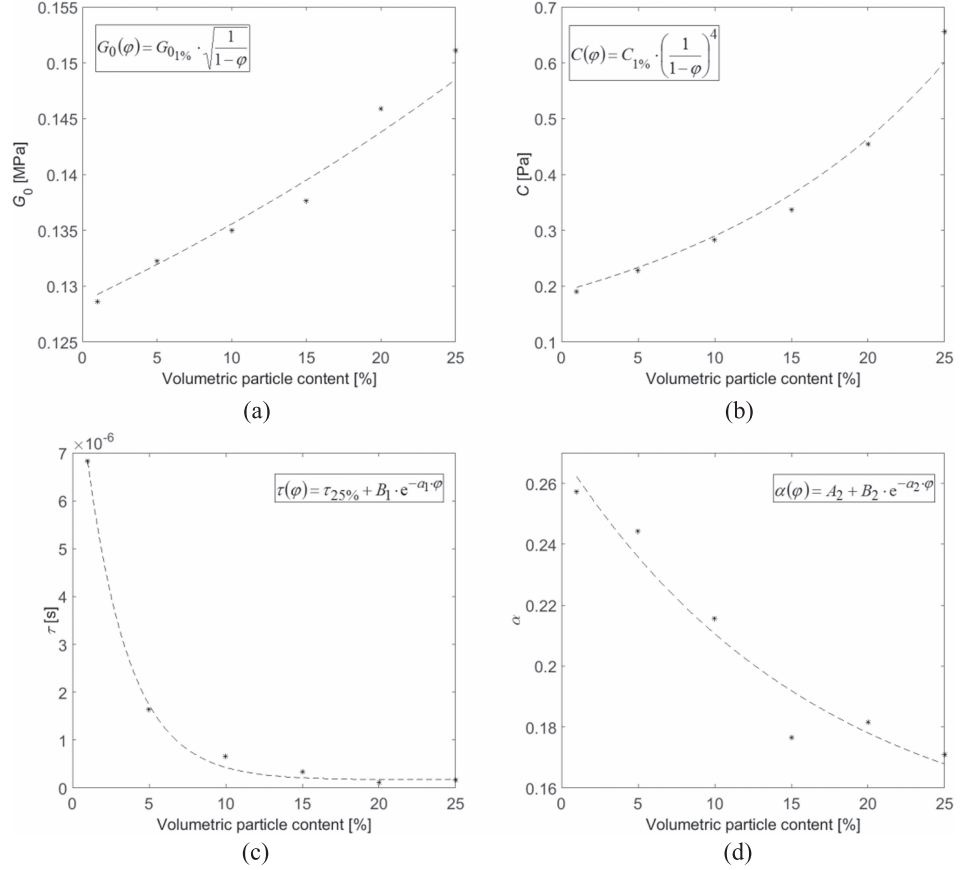 0.155
0.15
0.145
0.14
0.135
0.13
0.125
G₀ [MPa]
G₀(φ) = G₀₁% · √(1/(1−φ))
0 5 10 15 20 25
Volumetric particle content [%]
(a)
0.7
0.6
0.5
0.4
0.3
0.2
0.1
C [Pa]
C(φ) = C₁% · (1/(1−φ))⁴
0 5 10 15 20 25
Volumetric particle content [%]
(b)
×10⁻⁶
7
6
5
4
3
2
1
0
τ [s]
τ(φ) = τ₂₅% + B₁ · e^(−a₁·φ)
0 5 10 15 20 25
Volumetric particle content [%]
(c)
0.26
0.24
0.22
0.2
0.18
0.16
α
α(φ) = A₂ + B₂ · e^(−a₂·φ)
0 5 10 15 20 25
Volumetric particle content [%]
(d)